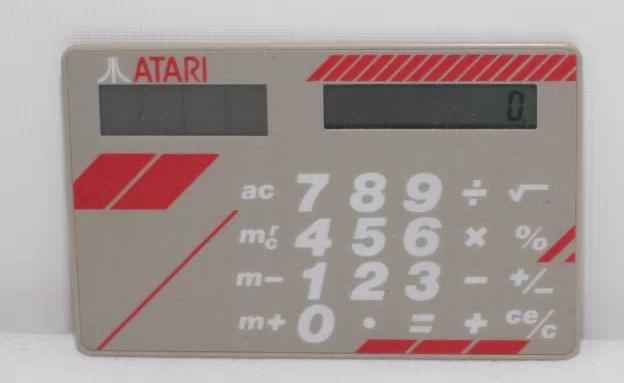 ATARI
0.
ac 7 8 9 ÷ √
mrc 4 5 6 × %
m- 1 2 3 - +/-
m+ 0 . = + ce/c